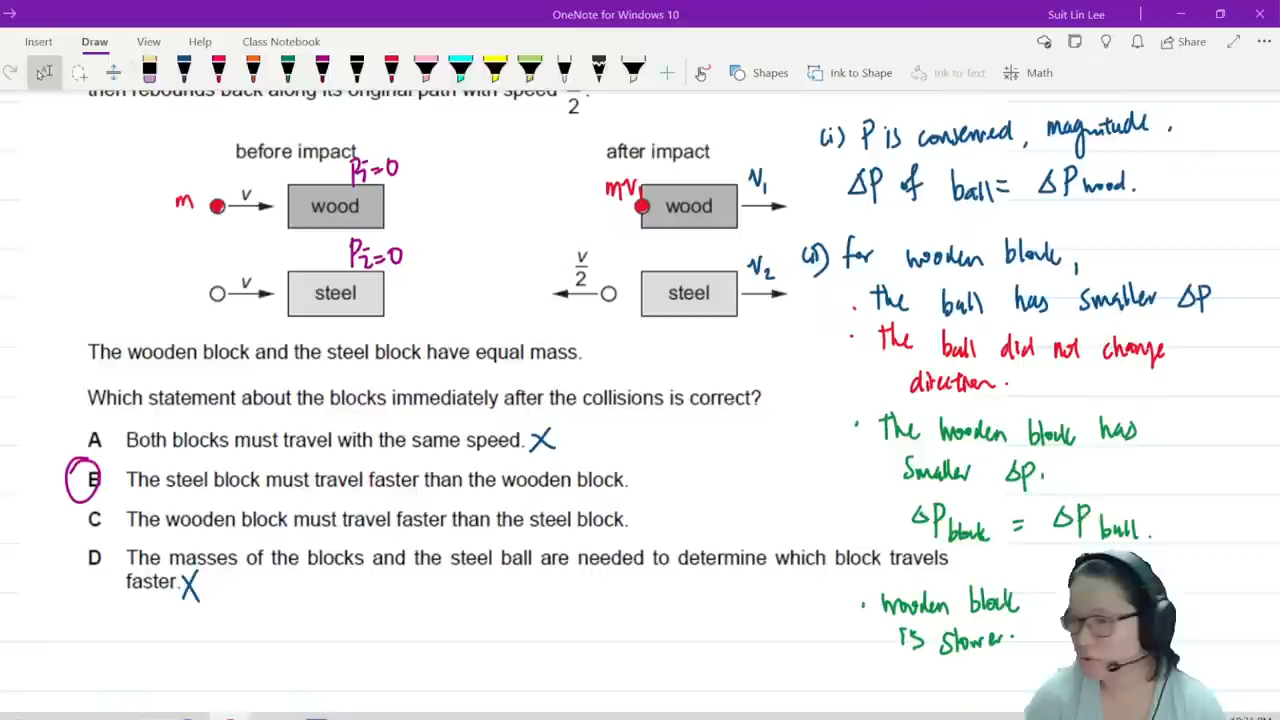 OneNote for Windows 10
Suit Lin Lee
Insert
Draw
View
Help
Class Notebook
Share
Shapes
Ink to Shape
Ink to Text
Math
then rebounds back along its original path with speed
2
before impact
after impact
Pi=0
m
v
wood
mv1
wood
V1
Pi=0
v
steel
v
2
steel
V2
The wooden block and the steel block have equal mass.
Which statement about the blocks immediately after the collisions is correct?
A Both blocks must travel with the same speed. X
B The steel block must travel faster than the wooden block.
C The wooden block must travel faster than the steel block.
D The masses of the blocks and the steel ball are needed to determine which block travels
faster. X
(i) P is conserved, magnitude.
ΔP of ball = ΔP wood.
(ii) for wooden block,
· the ball has smaller ΔP
· the ball did not change
direction.
· the wooden block has
smaller ΔP.
ΔP block = ΔP ball.
· wooden block
is slower.